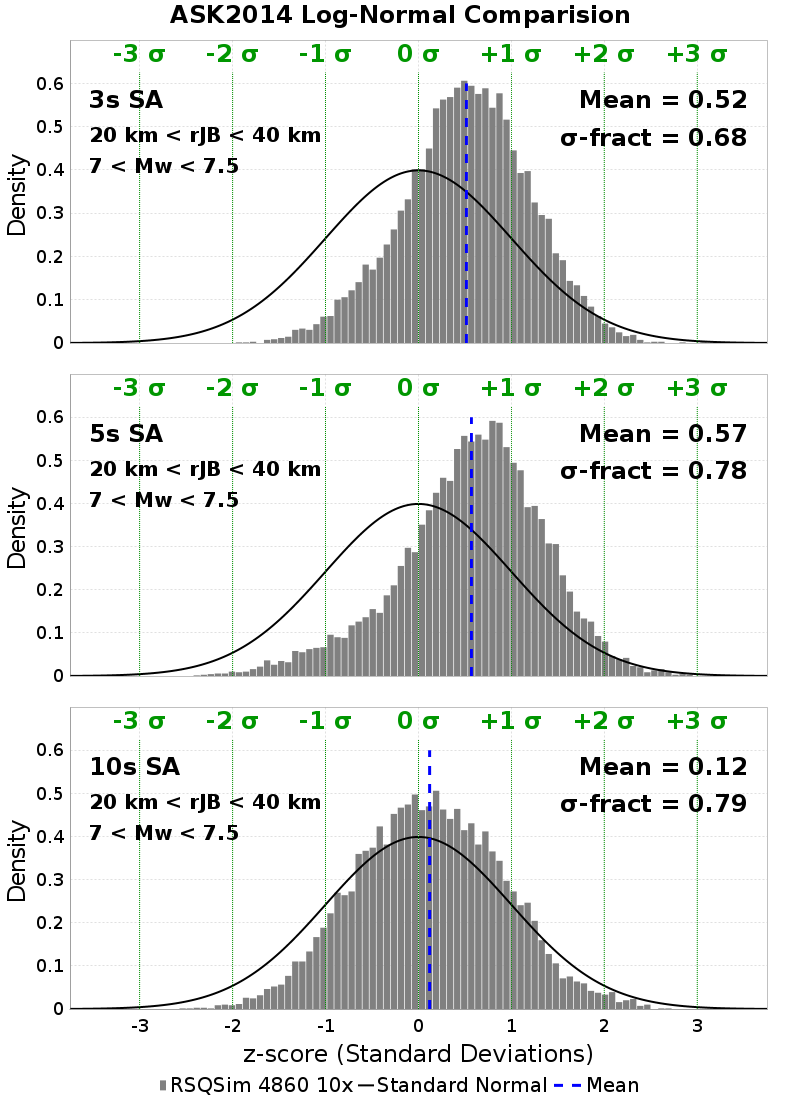 ASK2014 Log-Normal Comparision
-3 σ -2 σ -1 σ 0 σ +1 σ +2 σ +3 σ
3s SA
20 km < rJB < 40 km
7 < Mw < 7.5
Mean = 0.52
σ-fract = 0.68
0.6
0.5
0.4
0.3
0.2
0.1
0
Density
-3 σ -2 σ -1 σ 0 σ +1 σ +2 σ +3 σ
5s SA
20 km < rJB < 40 km
7 < Mw < 7.5
Mean = 0.57
σ-fract = 0.78
0.6
0.5
0.4
0.3
0.2
0.1
0
Density
-3 σ -2 σ -1 σ 0 σ +1 σ +2 σ +3 σ
10s SA
20 km < rJB < 40 km
7 < Mw < 7.5
Mean = 0.12
σ-fract = 0.79
0.6
0.5
0.4
0.3
0.2
0.1
0
Density
-3 -2 -1 0 1 2 3
z-score (Standard Deviations)
RSQSim 4860 10x Standard Normal Mean